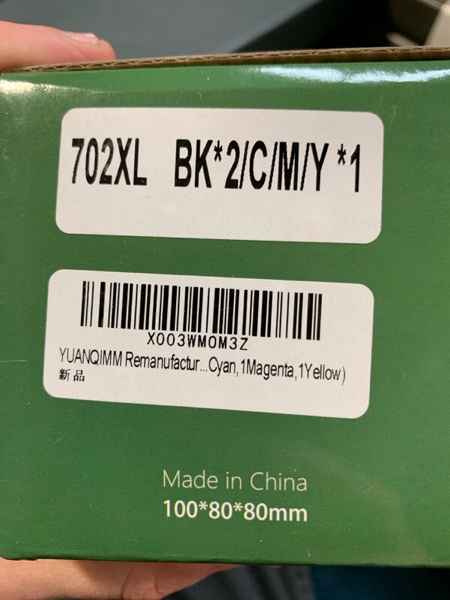 702XL BK*2/C/M/Y *1
X003WM0M3Z
YUANQIMM Remanufactur...Cyan,1Magenta,1Yellow)
新品
Made in China
100*80*80mm